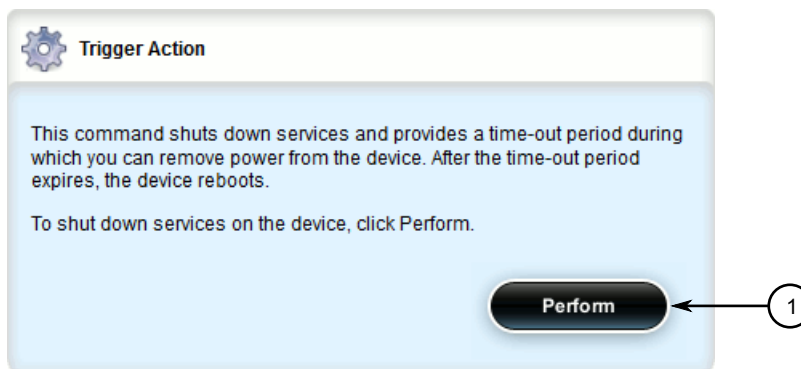 Trigger Action
This command shuts down services and provides a time-out period during
which you can remove power from the device. After the time-out period
expires, the device reboots.
To shut down services on the device, click Perform.
Perform
1